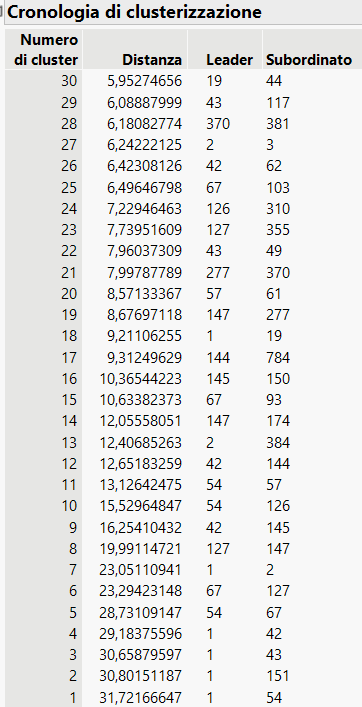 Cronologia di clusterizzazione
Numero
di cluster Distanza Leader Subordinato
30 5,95274656 19 44
29 6,08887999 43 117
28 6,18082774 370 381
27 6,24222125 2 3
26 6,42308126 42 62
25 6,49646798 67 103
24 7,22946463 126 310
23 7,73951609 127 355
22 7,96037309 43 49
21 7,99787789 277 370
20 8,57133367 57 61
19 8,67697118 147 277
18 9,21106255 1 19
17 9,31249629 144 784
16 10,36544223 145 150
15 10,63382373 67 93
14 12,05558051 147 174
13 12,40685263 2 384
12 12,65183259 42 144
11 13,12642475 54 57
10 15,52964847 54 126
9 16,25410432 42 145
8 19,99114721 127 147
7 23,05110941 1 2
6 23,29423148 67 127
5 28,73109147 54 67
4 29,18375596 1 42
3 30,65879597 1 43
2 30,80151187 1 151
1 31,72166647 1 54